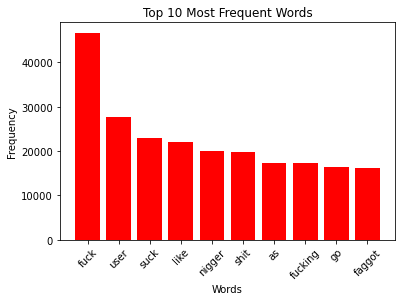 Top 10 Most Frequent Words
Frequency
40000
30000
20000
10000
0
fuck user suck like nigger shit as fucking go faggot
Words